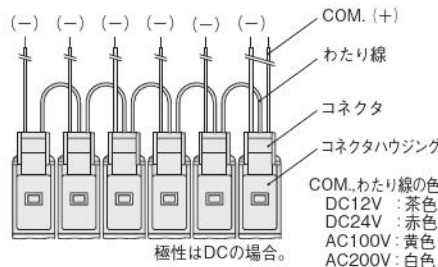 (−) (−) (−) (−) (−) (−)
COM. (+)
わたり線
コネクタ
コネクタハウジング
COM.,わたり線の色
DC12V :茶色
DC24V :赤色
AC100V:黄色
AC200V:白色
極性はDCの場合。